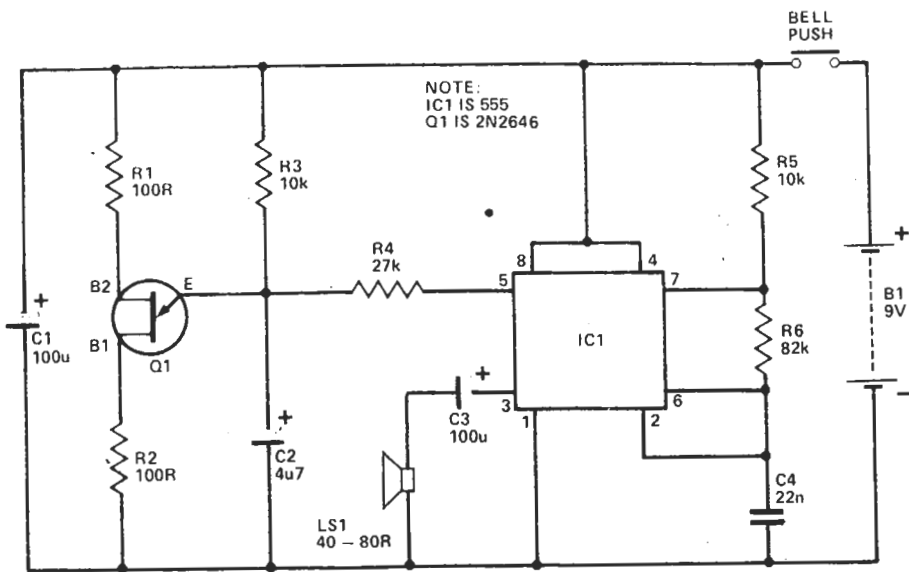 BELL
PUSH
NOTE:
IC1 IS 555
Q1 IS 2N2646
R1
100R
R3
10k
R5
10k
R4
27k
8
4
5
7
B2
E
B1
Q1
+
C1
100u
IC1
R6
82k
+
B1
9V
−
+
C3
100u
3
1
2
6
R2
100R
+
C2
4u7
LS1
40 – 80R
C4
22n